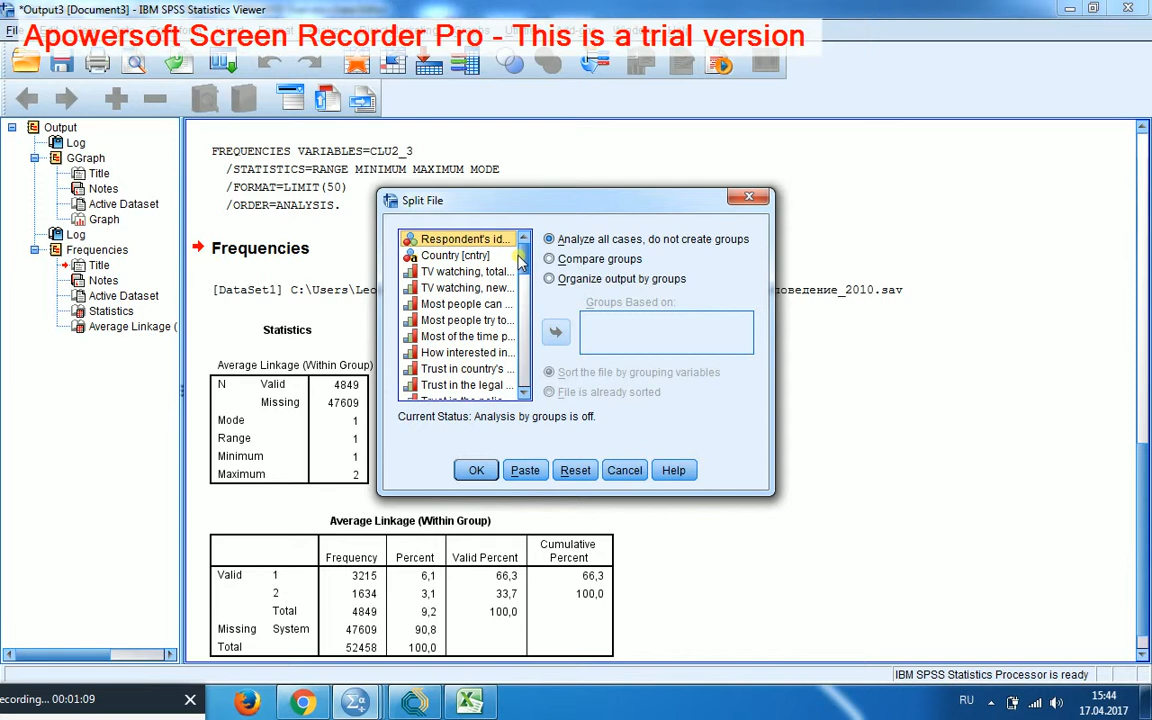 *Output3 [Document3] - IBM SPSS Statistics Viewer
Apowersoft Screen Recorder Pro - This is a trial version
Output
Log
GGraph
Title
Notes
Active Dataset
Graph
Log
Frequencies
Title
Notes
Active Dataset
Statistics
Average Linkage (
FREQUENCIES VARIABLES=CLU2_3
/STATISTICS=RANGE MINIMUM MAXIMUM MODE
/FORMAT=LIMIT(50)
/ORDER=ANALYSIS.
Frequencies
[DataSet1] C:\Users\Leo
поведение_2010.sav
Statistics
Average Linkage (Within Group)
N Valid 4849
Missing 47609
Mode 1
Range 1
Minimum 1
Maximum 2
Average Linkage (Within Group)
Frequency Percent Valid Percent Cumulative Percent
Valid 1 3215 6,1 66,3 66,3
2 1634 3,1 33,7 100,0
Total 4849 9,2 100,0
Missing System 47609 90,8
Total 52458 100,0
Split File
Respondent's id...
Country [cntry]
TV watching, total...
TV watching, new...
Most people can ...
Most people try to...
Most of the time p...
How interested in...
Trust in country's ...
Trust in the legal ...
Analyze all cases, do not create groups
Compare groups
Organize output by groups
Groups Based on:
Sort the file by grouping variables
File is already sorted
Current Status: Analysis by groups is off.
OK Paste Reset Cancel Help
IBM SPSS Statistics Processor is ready
ecording... 00:01:09
RU
15:44
17.04.2017